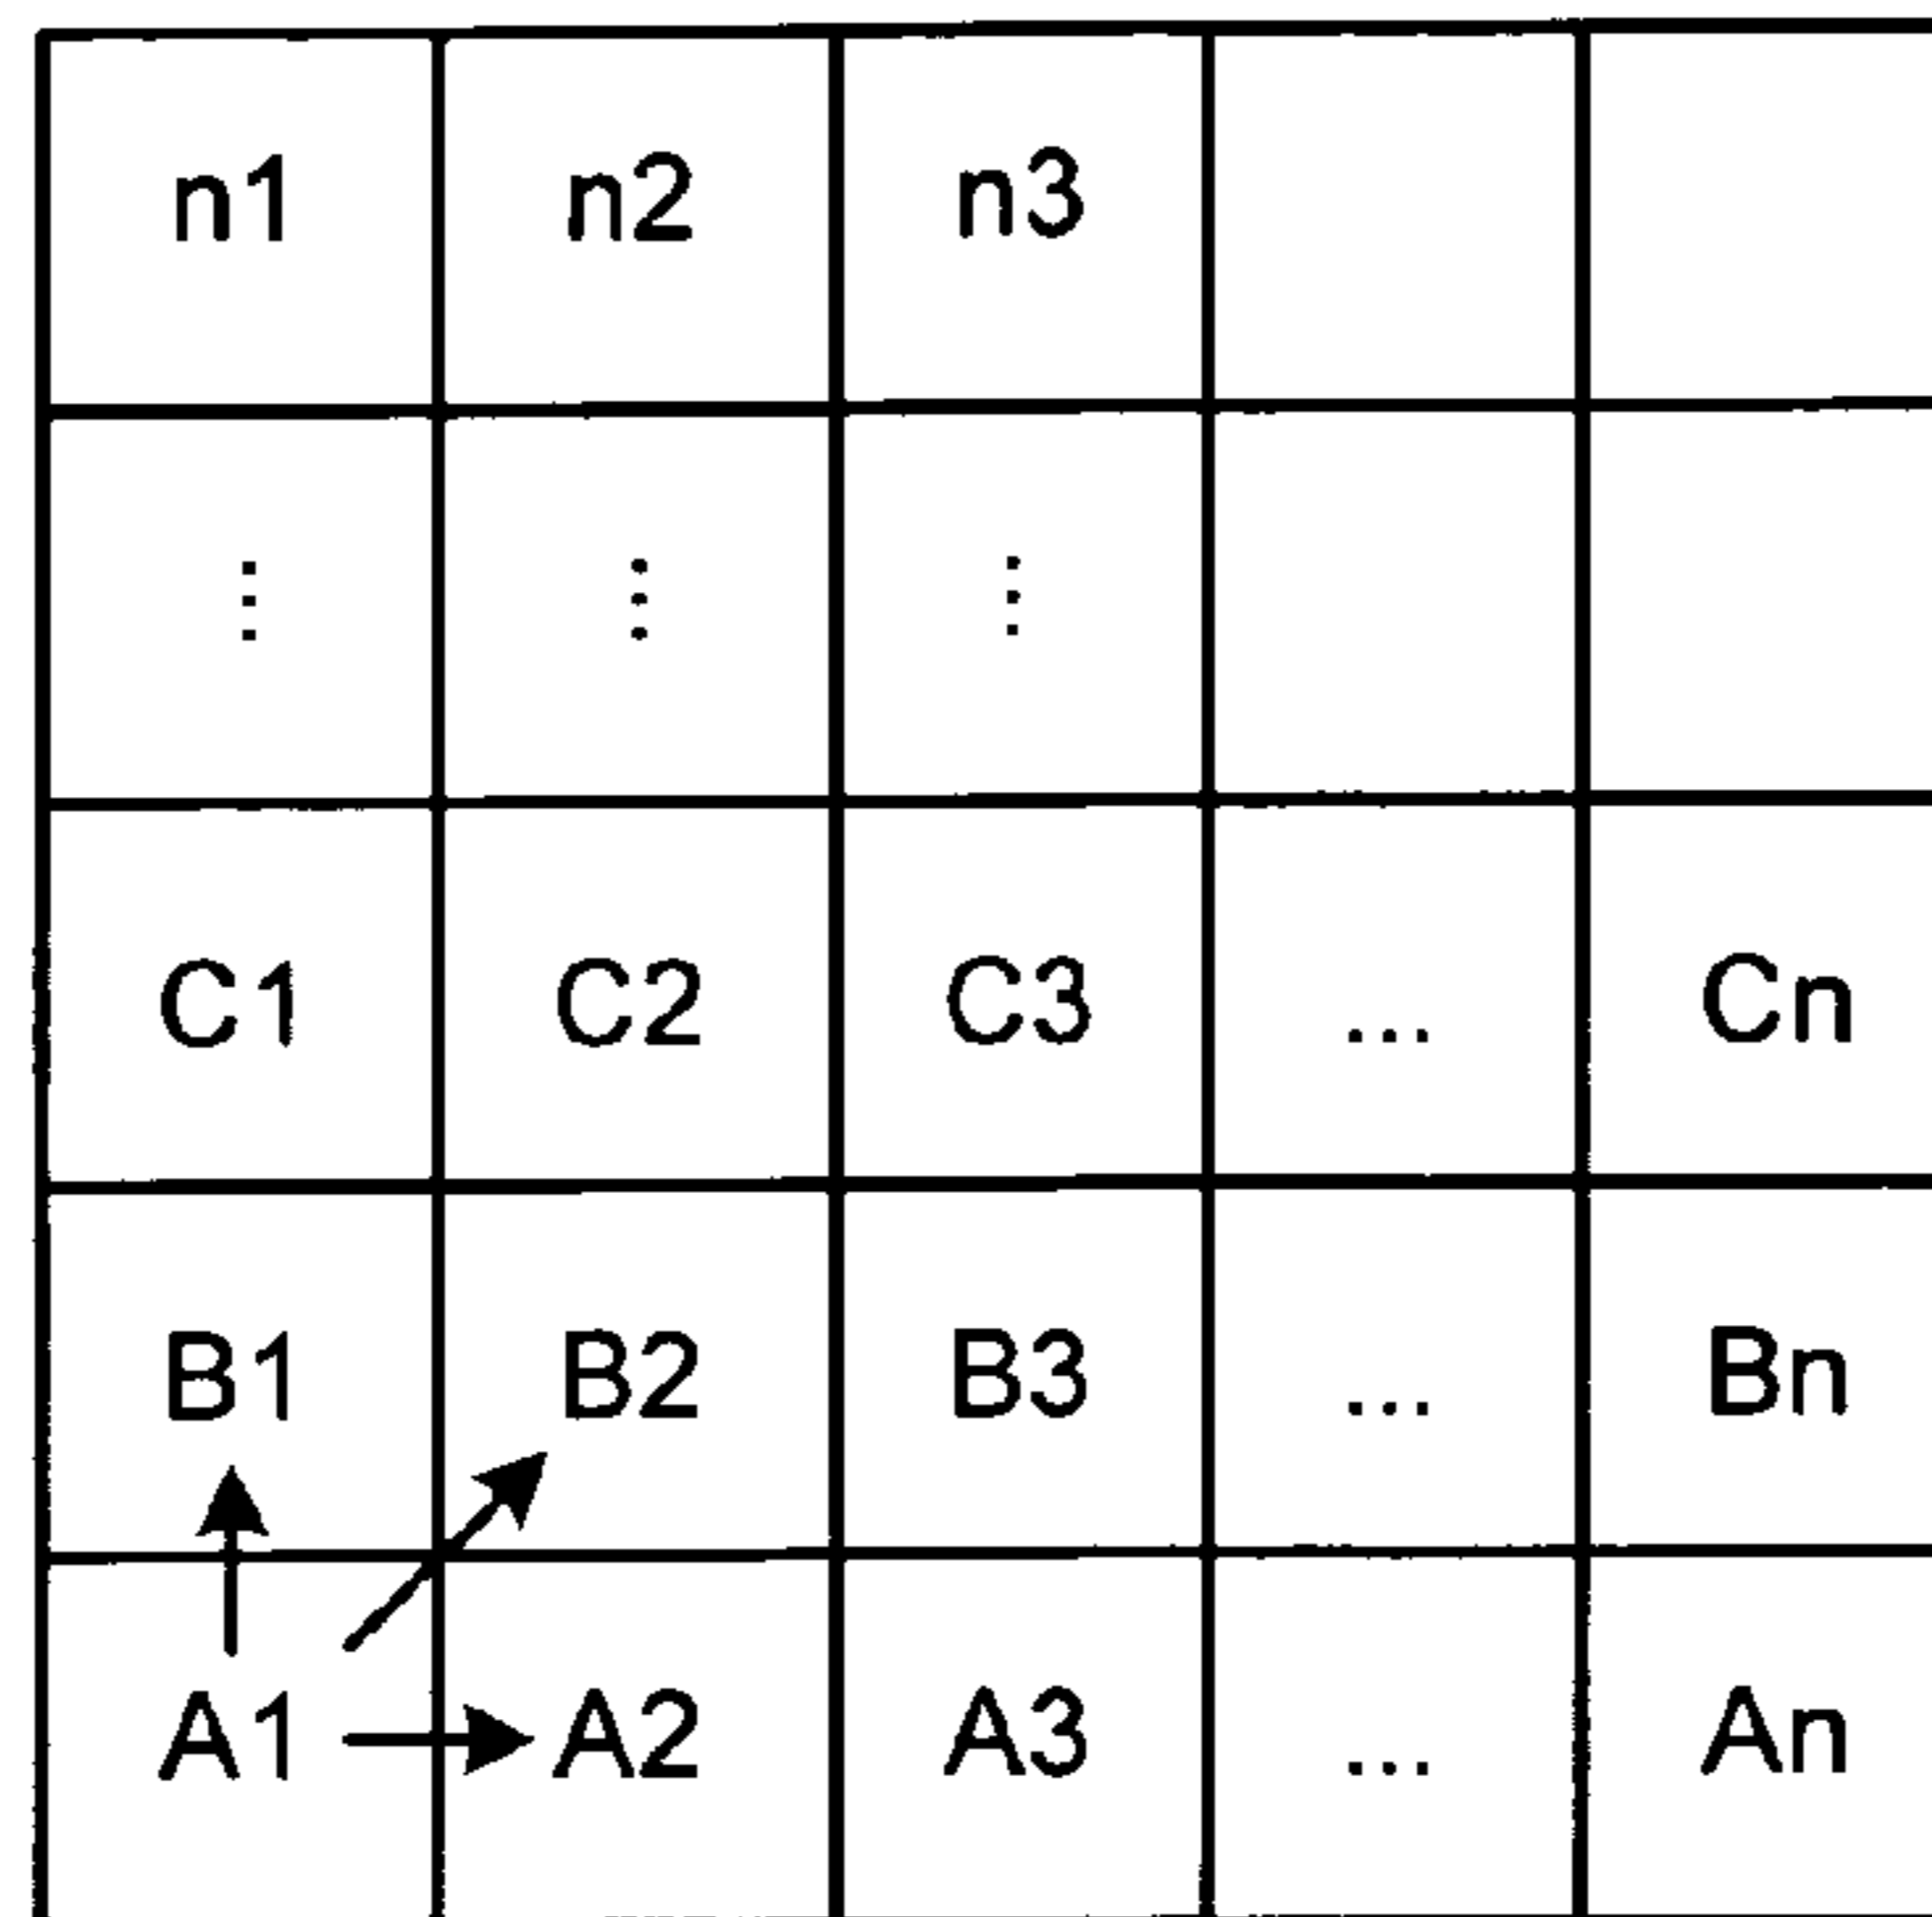 n1 n2 n3
⋮ ⋮ ⋮
C1 C2 C3 ... Cn
B1 B2 B3 ... Bn
A1 A2 A3 ... An